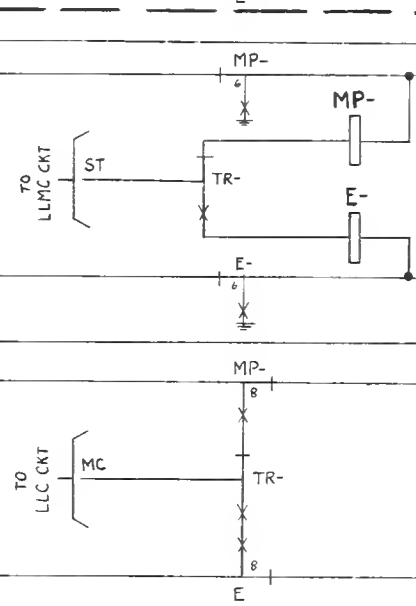 MP-
6
MP-
TO
LLMC CKT
ST
TR-
E-
E-
6
MP-
8
TO
LLC CKT
MC
TR-
8
E